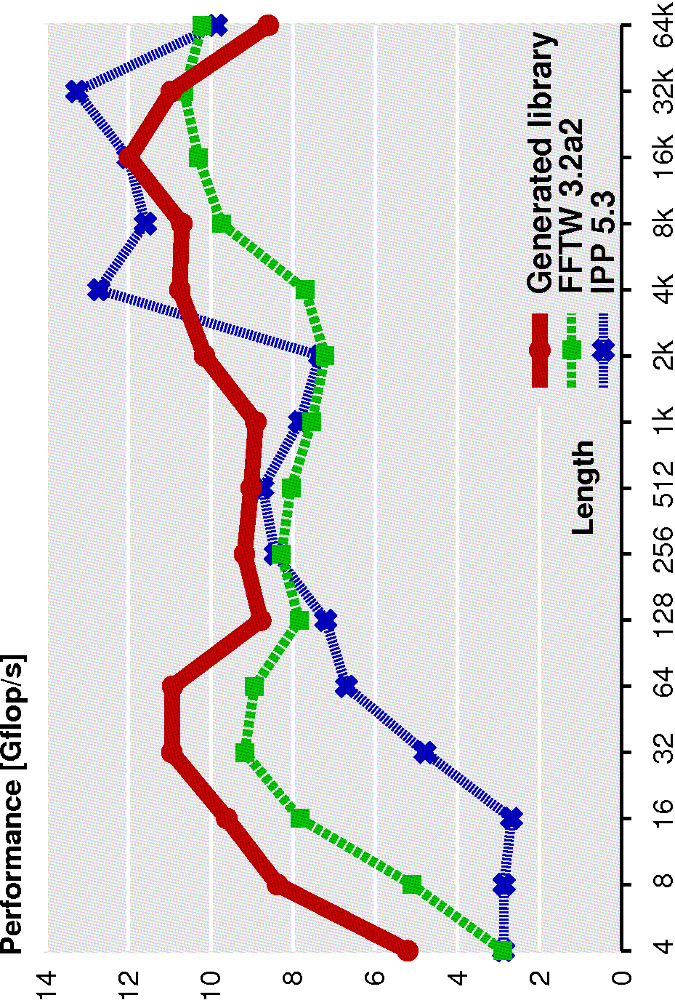 Performance [Gflop/s]
14
12
10
8
6
4
2
0
Generated library
FFTW 3.2a2
IPP 5.3
Length
4 8 16 32 64 128 256 512 1k 2k 4k 8k 16k 32k 64k